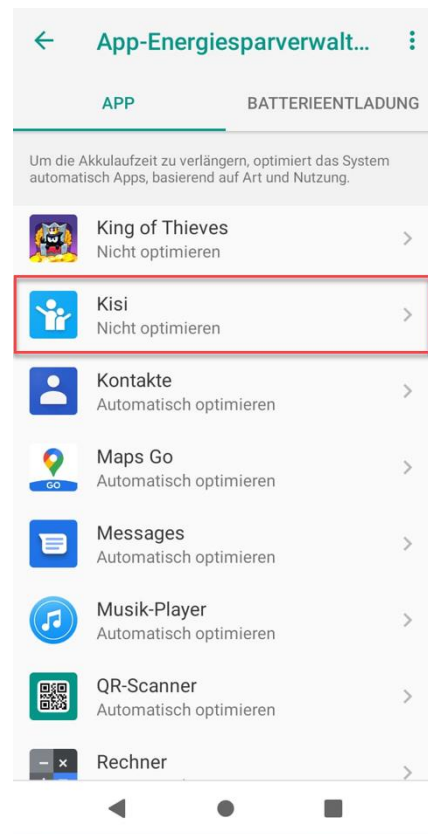 App-Energiesparverwalt...
APP
BATTERIEENTLADUNG
Um die Akkulaufzeit zu verlängern, optimiert das System
automatisch Apps, basierend auf Art und Nutzung.
King of Thieves
Nicht optimieren
Kisi
Nicht optimieren
Kontakte
Automatisch optimieren
GO
Maps Go
Automatisch optimieren
Messages
Automatisch optimieren
Musik-Player
Automatisch optimieren
QR-Scanner
Automatisch optimieren
Rechner